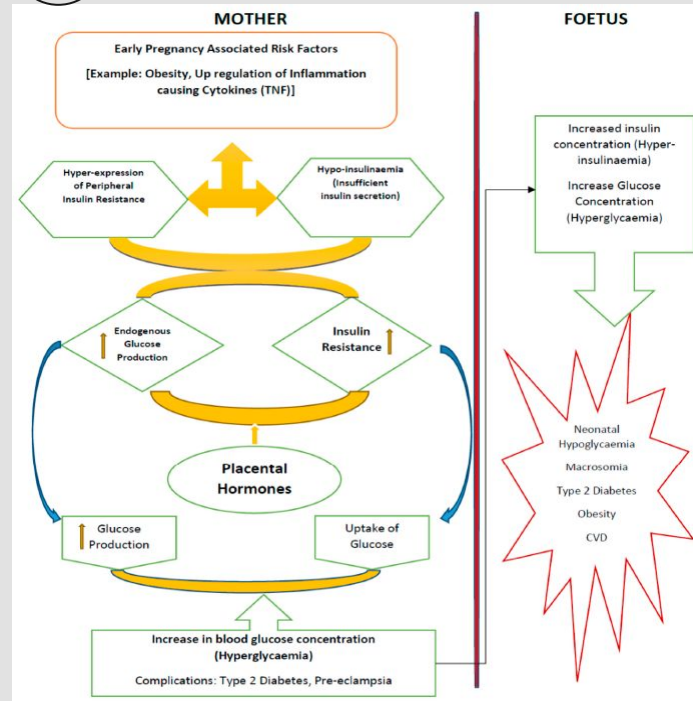 MOTHER
FOETUS
Early Pregnancy Associated Risk Factors
[Example: Obesity, Up regulation of Inflammation
causing Cytokines (TNF)]
Hyper-expression
of Peripheral
Insulin Resistance
Hypo-insulinaemia
(Insufficient
insulin secretion)
Increased insulin
concentration (Hyper-
insulinaemia)
Increase Glucose
Concentration
(Hyperglycaemia)
Endogenous
Glucose
Production
Insulin
Resistance
Placental
Hormones
Neonatal
Hypoglycaemia
Macrosomia
Type 2 Diabetes
Obesity
CVD
Glucose
Production
Uptake of
Glucose
Increase in blood glucose concentration
(Hyperglycaemia)
Complications: Type 2 Diabetes, Pre-eclampsia